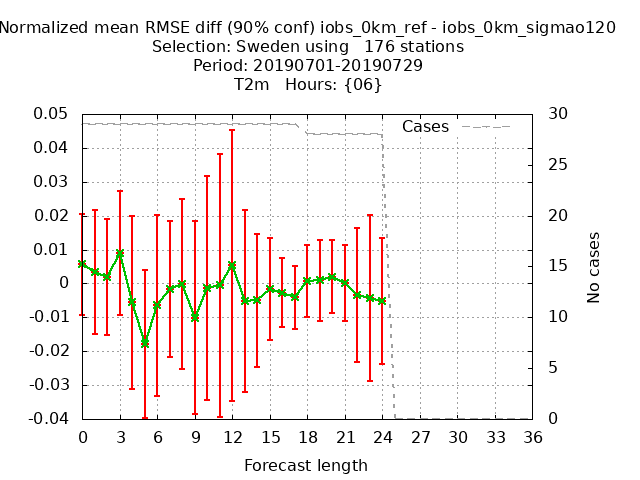 Normalized mean RMSE diff (90% conf) iobs_0km_ref - iobs_0km_sigmao120
Selection: Sweden using   176 stations
Period: 20190701-20190729
T2m   Hours: {06}
Cases
0.05
0.04
0.03
0.02
0.01
0
-0.01
-0.02
-0.03
-0.04
30
25
20
15
10
5
0
No cases
0 3 6 9 12 15 18 21 24 27 30 33 36
Forecast length